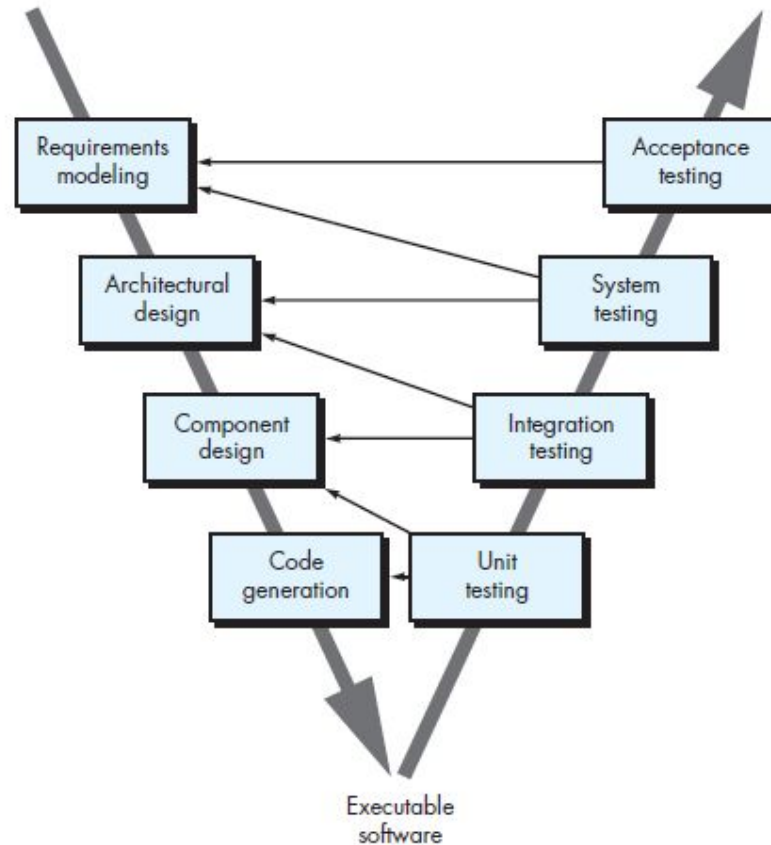 Requirements
modeling
Acceptance
testing
Architectural
design
System
testing
Component
design
Integration
testing
Code
generation
Unit
testing
Executable
software